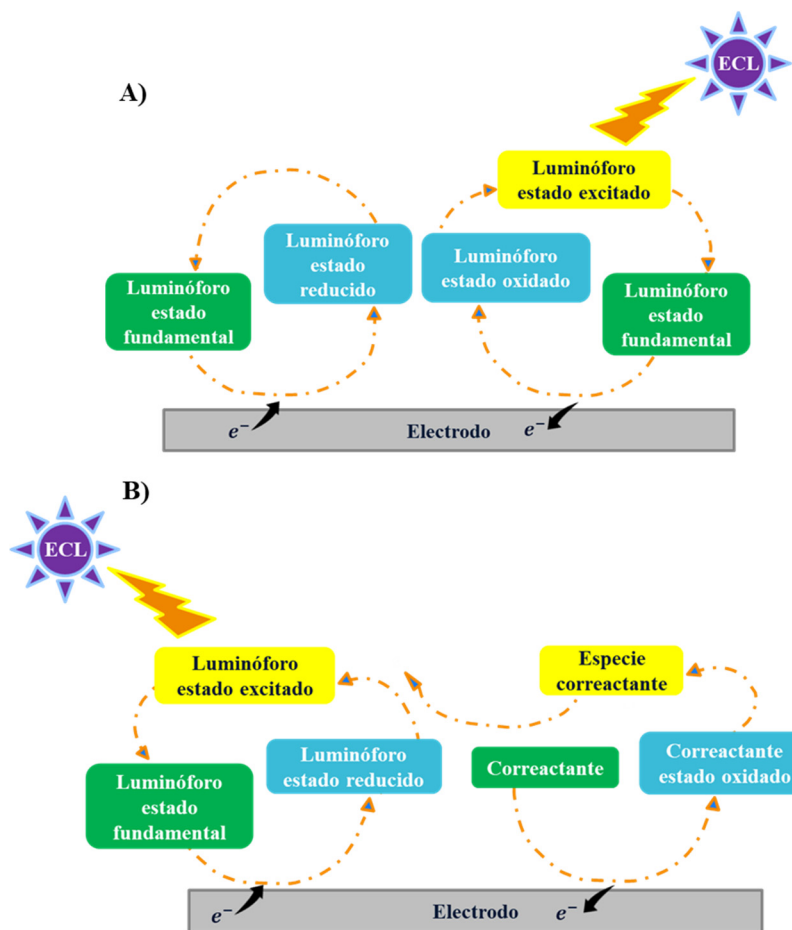 ECL
A)
Luminóforo
estado excitado
Luminóforo
estado
reducido
Luminóforo
estado oxidado
Luminóforo
estado
fundamental
Luminóforo
estado
fundamental
e⁻
Electrodo
e⁻
B)
ECL
Luminóforo
estado excitado
Especie
correactante
Luminóforo
estado reducido
Correactante
Correactante
estado oxidado
Luminóforo
estado
fundamental
e⁻
Electrodo
e⁻